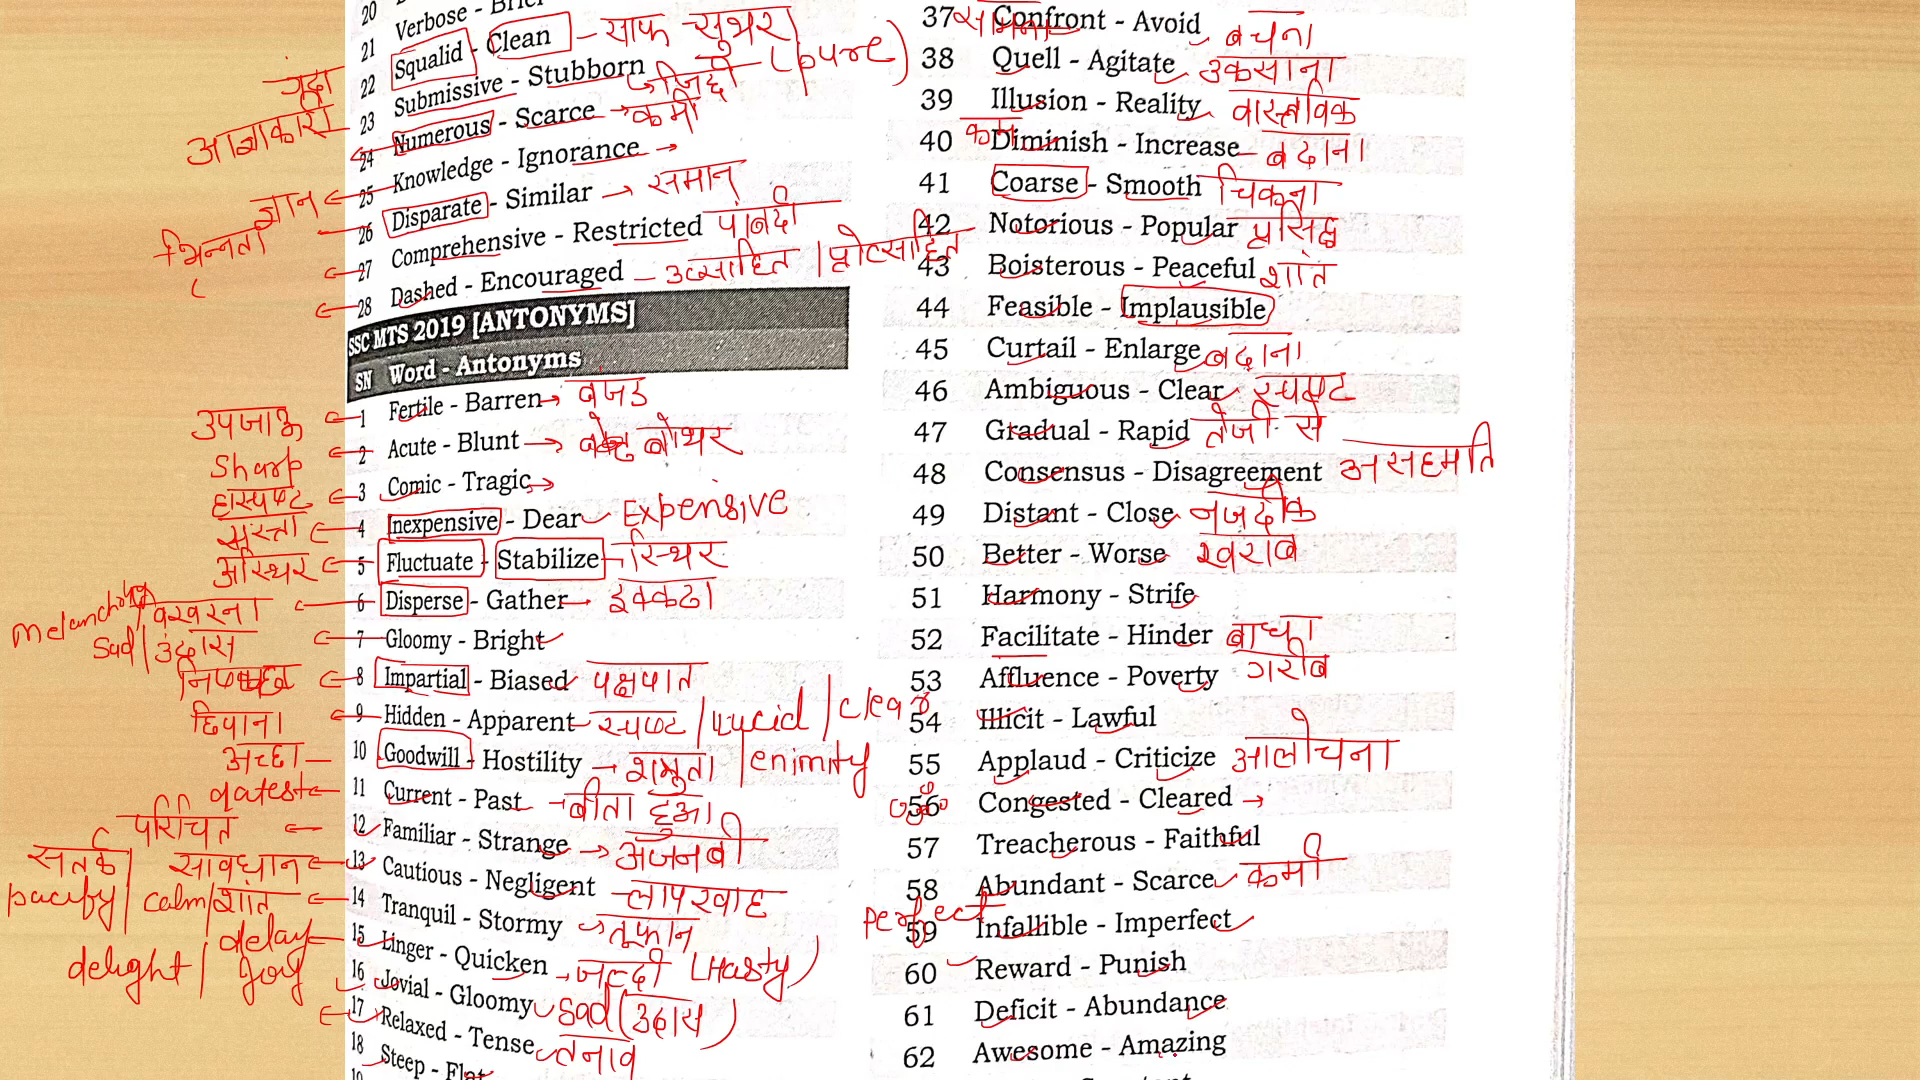 20
21 Verbose - Brief
22 Squalid - Clean - साफ सुथरा (pure)
गंदा
23 Submissive - Stubborn → जिद्दी
आज्ञाकारी
24 Numerous - Scarce → कमी
25 Knowledge - Ignorance →
ज्ञान
26 Disparate - Similar → समान
भिन्नता
27 Comprehensive - Restricted पांबदी
28 Dashed - Encouraged - उत्साहित / प्रोत्साहित
SSC MTS 2019 [ANTONYMS]
SN Word - Antonyms
उपजाऊ 1 Fertile - Barren → बंजड
Sharp 2 Acute - Blunt → बोथर
3 Comic - Tragic →
सस्ता 4 Inexpensive - Dear Expensive
अस्थिर 5 Fluctuate - Stabilize - स्थिर
वखरना 6 Disperse - Gather इक्कठा
melancholy sad / उदास 7 Gloomy - Bright
8 Impartial - Biased पक्षपात
छिपाना 9 Hidden - Apparent स्पष्ट / Lucid / clear
अच्छा 10 Goodwill - Hostility → शत्रुता / enimity
qatest 11 Current - Past → बीता हुआ
परिचित 12 Familiar - Strange → अजनबी
सतर्क / सावधान 13 Cautious - Negligent लापरवाह
pacify / calm / शांत 14 Tranquil - Stormy → तूफान
delay 15 Linger - Quicken → जल्दी (Hasty)
delight / Joy 16 Jovial - Gloomy Sad (उदास)
17 Relaxed - Tense तनाव
18 Steep - Flat
19
37 सामना Confront - Avoid बचना
38 Quell - Agitate उकसाना
39 Illusion - Reality वास्तविक
40 कम Diminish - Increase बढाना
41 Coarse - Smooth चिकना
42 Notorious - Popular प्रसिद्ध
43 Boisterous - Peaceful शांत
44 Feasible - Implausible
45 Curtail - Enlarge बढ़ाना
46 Ambiguous - Clear स्पष्ट
47 Gradual - Rapid तेजी से
48 Consensus - Disagreement असहमति
49 Distant - Close नजदीक
50 Better - Worse खराब
51 Harmony - Strife
52 Facilitate - Hinder बाधा
53 Affluence - Poverty गरीब
54 Illicit - Lawful
55 Applaud - Criticize आलोचना
56 Congested - Cleared →
57 Treacherous - Faithful
58 Abundant - Scarce कमी
59 Perfect Infallible - Imperfect
60 Reward - Punish
61 Deficit - Abundance
62 Awesome - Amazing